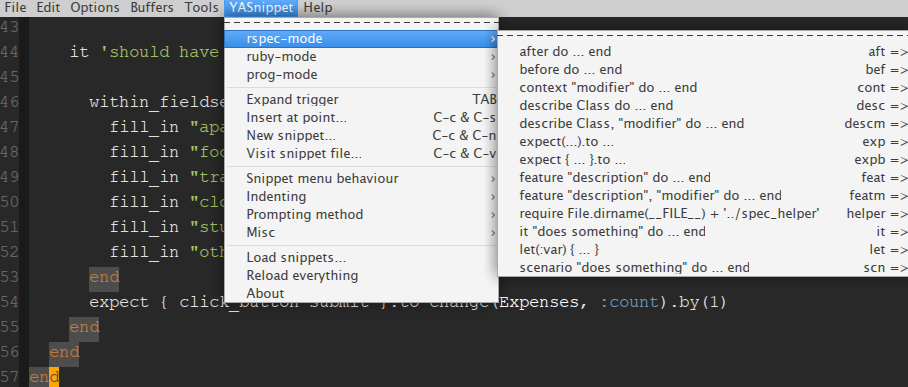 File Edit Options Buffers Tools YASnippet Help
43
44 it 'should have
45
46 within_fieldse
47 fill_in "apa
48 fill_in "foo
49 fill_in "tra
50 fill_in "clo
51 fill_in "stu
52 fill_in "oth
53 end
54 expect { click_button submit }.to change(Expenses, :count).by(1)
55 end
56 end
57 end
rspec-mode ›
ruby-mode ›
prog-mode ›
Expand trigger TAB
Insert at point... C-c & C-s
New snippet... C-c & C-n
Visit snippet file... C-c & C-v
Snippet menu behaviour ›
Indenting ›
Prompting method ›
Misc ›
Load snippets...
Reload everything
About
after do ... end aft =>
before do ... end bef =>
context "modifier" do ... end cont =>
describe Class do ... end desc =>
describe Class, "modifier" do ... end descm =>
expect(...).to ... exp =>
expect { ... }.to ... expb =>
feature "description" do ... end feat =>
feature "description", "modifier" do ... end featm =>
require File.dirname(__FILE__) + '../spec_helper' helper =>
it "does something" do ... end it =>
let(:var) { ... } let =>
scenario "does something" do ... end scn =>